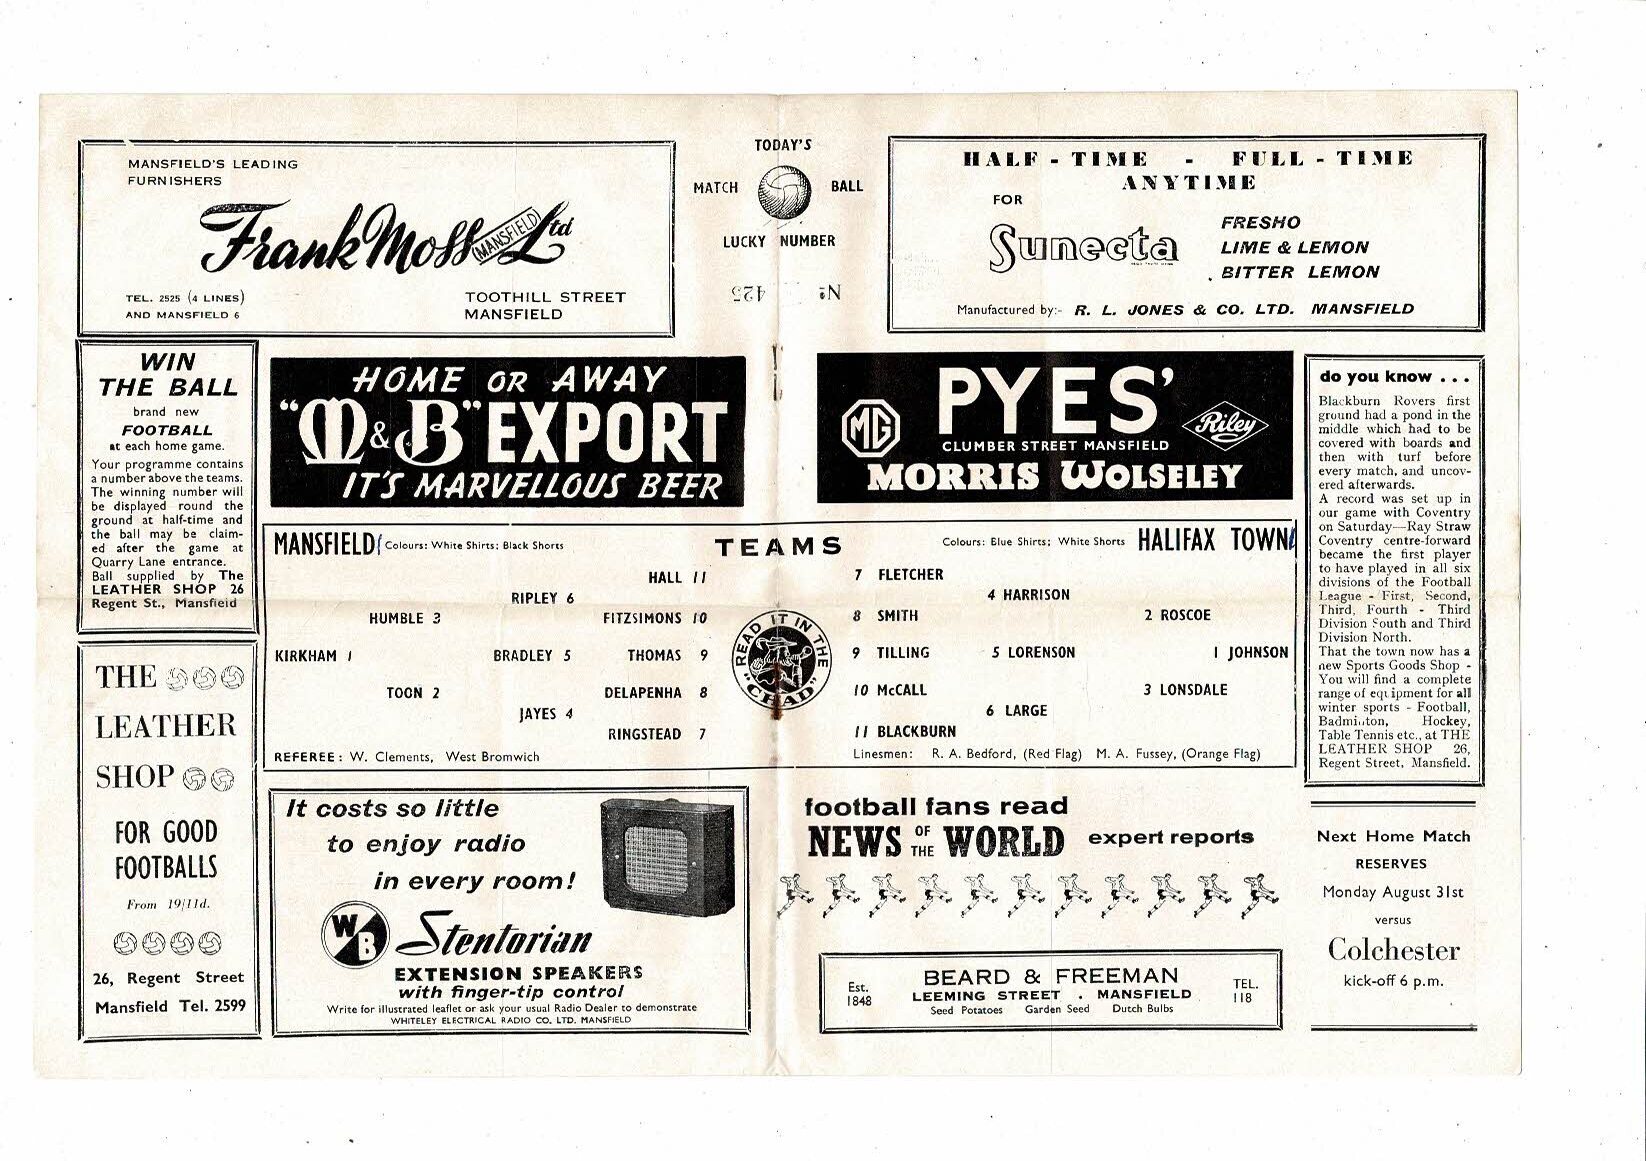 MANSFIELD'S LEADING
FURNISHERS
Frank Moss (MANSFIELD) Ltd
TEL. 2525 (4 LINES)
AND MANSFIELD 6
TOOTHILL STREET
MANSFIELD
TODAY'S
MATCH BALL
LUCKY NUMBER
No 425
HALF - TIME - FULL - TIME
ANYTIME
FOR
Sunecta
FRESHO
LIME & LEMON
BITTER LEMON
Manufactured by:- R. L. JONES & CO. LTD. MANSFIELD
WIN
THE BALL
brand new
FOOTBALL
at each home game.
Your programme contains
a number above the teams.
The winning number will
be displayed round the
ground at half-time and
the ball may be claim-
ed after the game at
Quarry Lane entrance.
Ball supplied by The
LEATHER SHOP 26
Regent St., Mansfield
HOME OR AWAY
"M & B" EXPORT
IT'S MARVELLOUS BEER
MG
PYES'
Riley
CLUMBER STREET MANSFIELD
MORRIS WOLSELEY
do you know . . .
Blackburn Rovers first
ground had a pond in the
middle which had to be
covered with boards and
then with turf before
every match, and uncov-
ered afterwards.
A record was set up in
our game with Coventry
on Saturday—Ray Straw
Coventry centre-forward
became the first player
to have played in all six
divisions of the Football
League - First, Second,
Third, Fourth - Third
Division South and Third
Division North.
That the town now has a
new Sports Goods Shop -
You will find a complete
range of equipment for all
winter sports - Football,
Badminton, Hockey,
Table Tennis etc., at THE
LEATHER SHOP 26,
Regent Street, Mansfield.
MANSFIELD Colours: White Shirts; Black Shorts
TEAMS
Colours: Blue Shirts; White Shorts HALIFAX TOWN
HALL 11
RIPLEY 6
HUMBLE 3
FITZSIMONS 10
KIRKHAM 1
BRADLEY 5
THOMAS 9
TOON 2
DELAPENHA 8
JAYES 4
RINGSTEAD 7
REFEREE: W. Clements, West Bromwich
READ IT IN THE "CHAD"
7 FLETCHER
4 HARRISON
8 SMITH
2 ROSCOE
9 TILLING
5 LORENSON
1 JOHNSON
10 McCALL
3 LONSDALE
6 LARGE
11 BLACKBURN
Linesmen: R. A. Bedford, (Red Flag) M. A. Fussey, (Orange Flag)
THE
LEATHER
SHOP
FOR GOOD
FOOTBALLS
From 19/11d.
26, Regent Street
Mansfield Tel. 2599
It costs so little
to enjoy radio
in every room!
WB
Stentorian
EXTENSION SPEAKERS
with finger-tip control
Write for illustrated leaflet or ask your usual Radio Dealer to demonstrate
WHITELEY ELECTRICAL RADIO CO. LTD. MANSFIELD
football fans read
NEWS OF THE WORLD expert reports
Est.
1848
BEARD & FREEMAN
LEEMING STREET . MANSFIELD
Seed Potatoes Garden Seed Dutch Bulbs
TEL.
118
Next Home Match
RESERVES
Monday August 31st
versus
Colchester
kick-off 6 p.m.